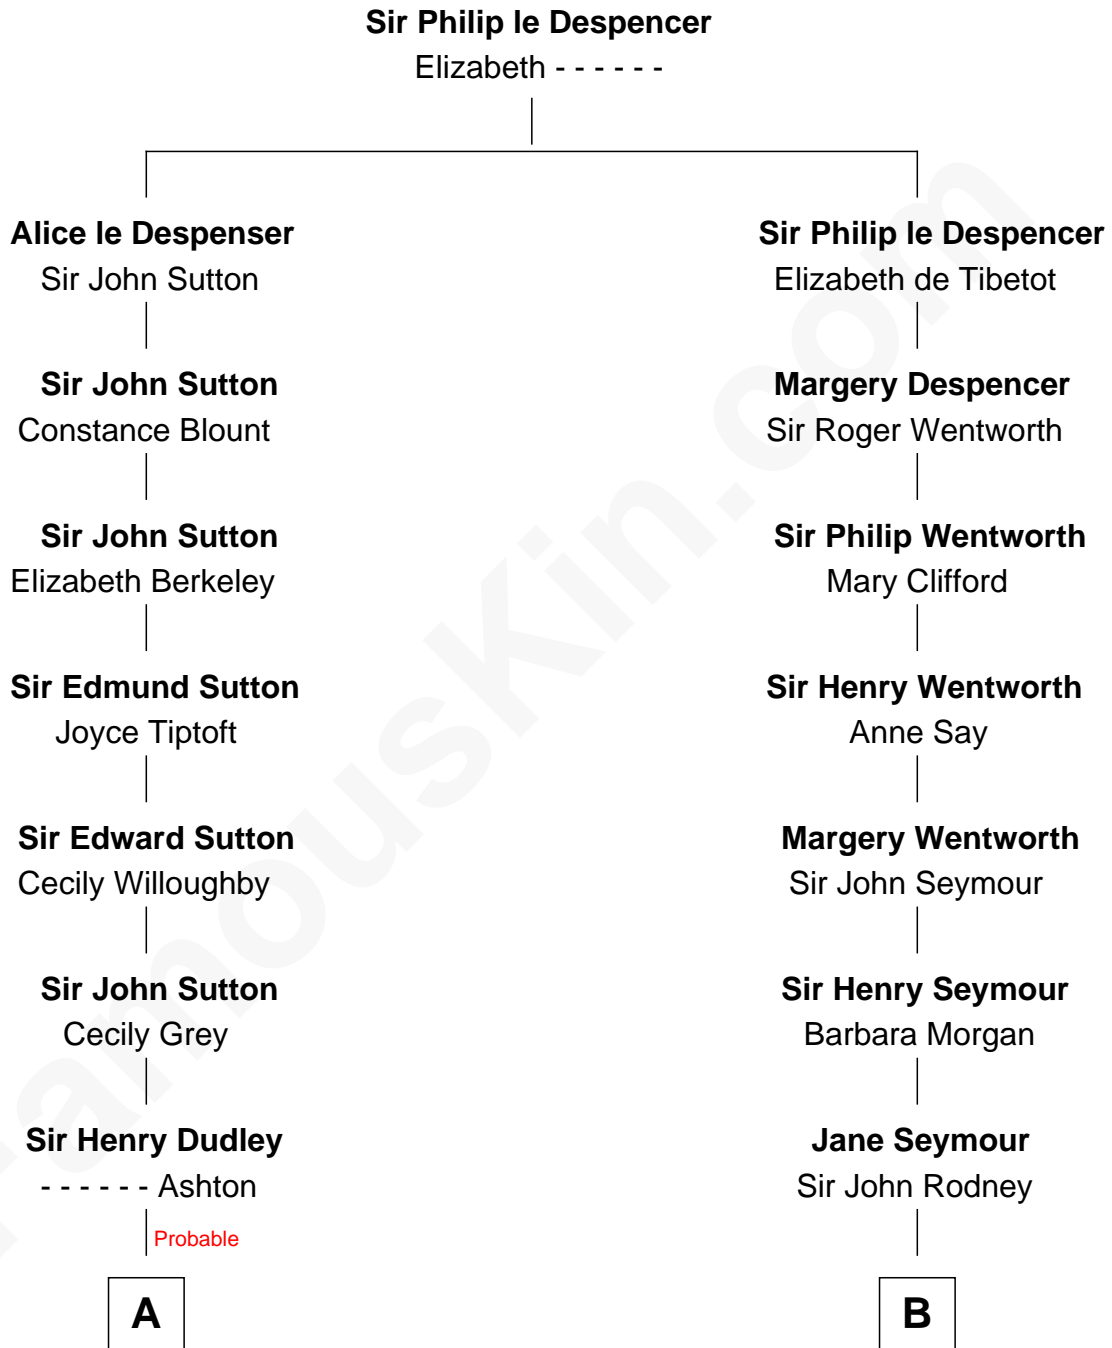 Sir Philip le Despencer
Elizabeth - - - - - -
Alice le Despenser
Sir John Sutton
Sir Philip le Despencer
Elizabeth de Tibetot
Sir John Sutton
Constance Blount
Margery Despencer
Sir Roger Wentworth
Sir John Sutton
Elizabeth Berkeley
Sir Philip Wentworth
Mary Clifford
Sir Edmund Sutton
Joyce Tiptoft
Sir Henry Wentworth
Anne Say
Sir Edward Sutton
Cecily Willoughby
Margery Wentworth
Sir John Seymour
Sir John Sutton
Cecily Grey
Sir Henry Seymour
Barbara Morgan
Sir Henry Dudley
- - - - - - Ashton
Probable
Jane Seymour
Sir John Rodney
A
B
FamousKin.com